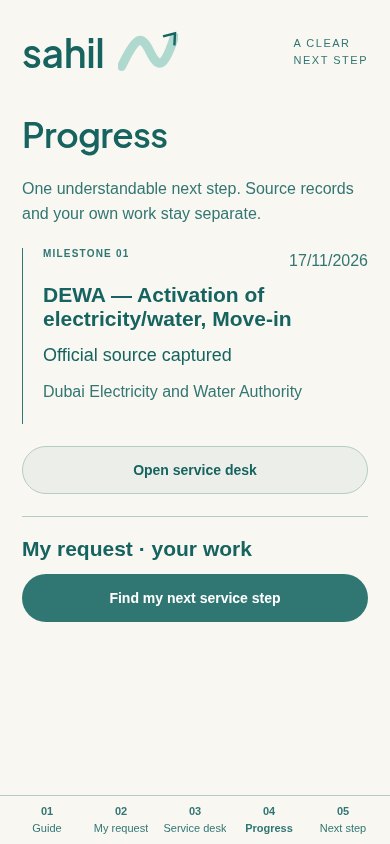 sahil
A CLEAR
NEXT STEP
Progress
One understandable next step. Source records
and your own work stay separate.
MILESTONE 01
17/11/2026
DEWA — Activation of
electricity/water, Move-in
Official source captured
Dubai Electricity and Water Authority
Open service desk
My request · your work
Find my next service step
01 02 03 04 05
Guide My request Service desk Progress Next step